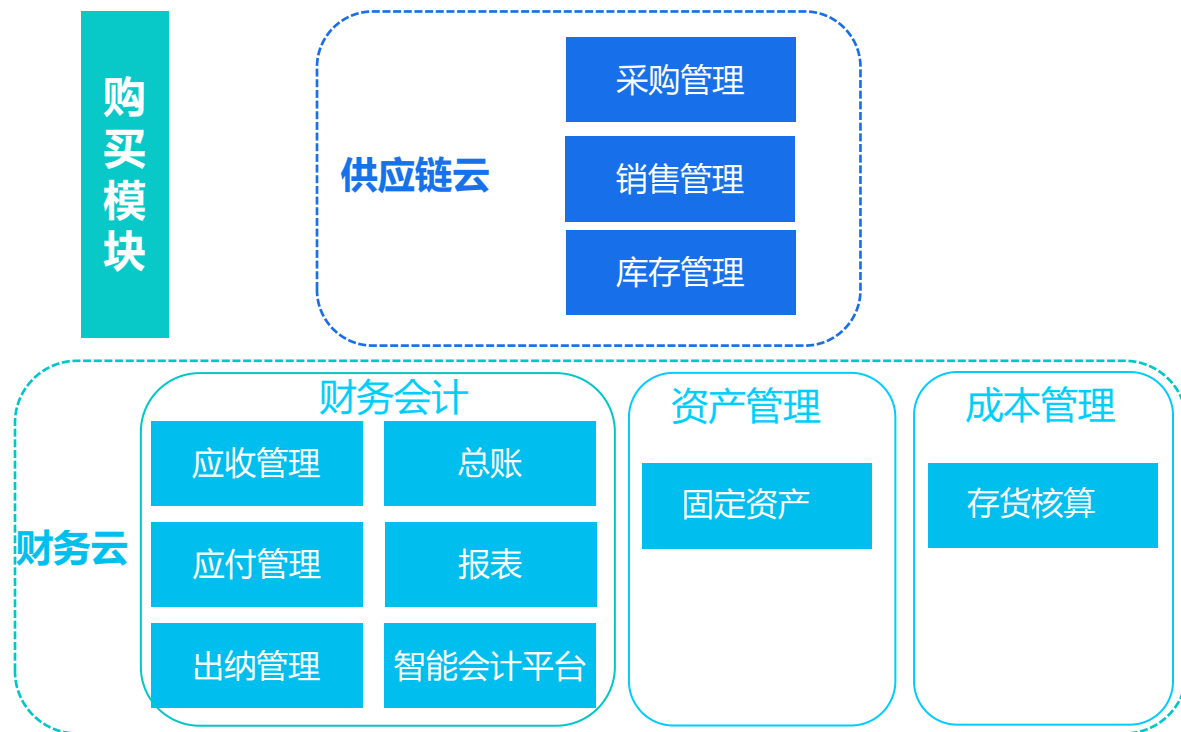 购买模块
供应链云
采购管理
销售管理
库存管理
财务云
财务会计
应收管理
总账
应付管理
报表
出纳管理
智能会计平台
资产管理
固定资产
成本管理
存货核算